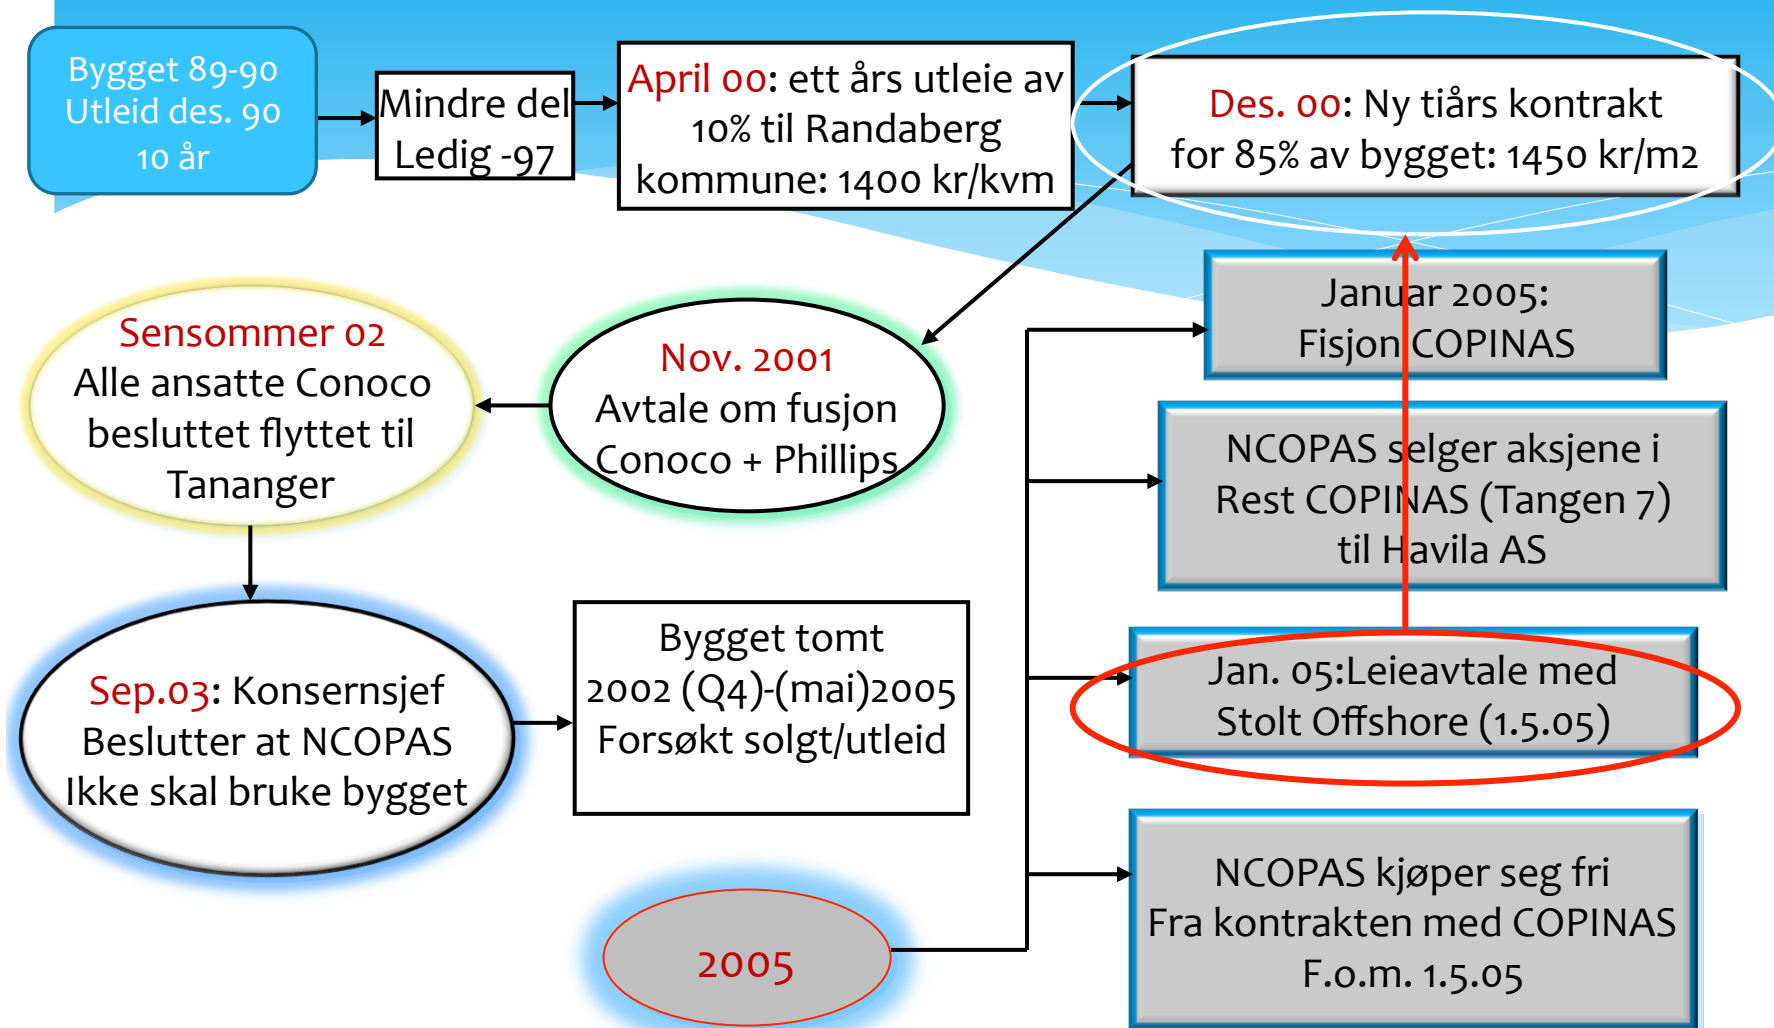 Bygget 89-90
Utleid des. 90
10 år
Mindre del
Ledig -97
April 00: ett års utleie av
10% til Randaberg
kommune: 1400 kr/kvm
Des. 00: Ny tiårs kontrakt
for 85% av bygget: 1450 kr/m2
Sensommer 02
Alle ansatte Conoco
besluttet flyttet til
Tananger
Nov. 2001
Avtale om fusjon
Conoco + Phillips
Januar 2005:
Fisjon COPINAS
NCOPAS selger aksjene i
Rest COPINAS (Tangen 7)
til Havila AS
Sep.03: Konsernsjef
Beslutter at NCOPAS
Ikke skal bruke bygget
Bygget tomt
2002 (Q4)-(mai)2005
Forsøkt solgt/utleid
Jan. 05:Leieavtale med
Stolt Offshore (1.5.05)
2005
NCOPAS kjøper seg fri
Fra kontrakten med COPINAS
F.o.m. 1.5.05